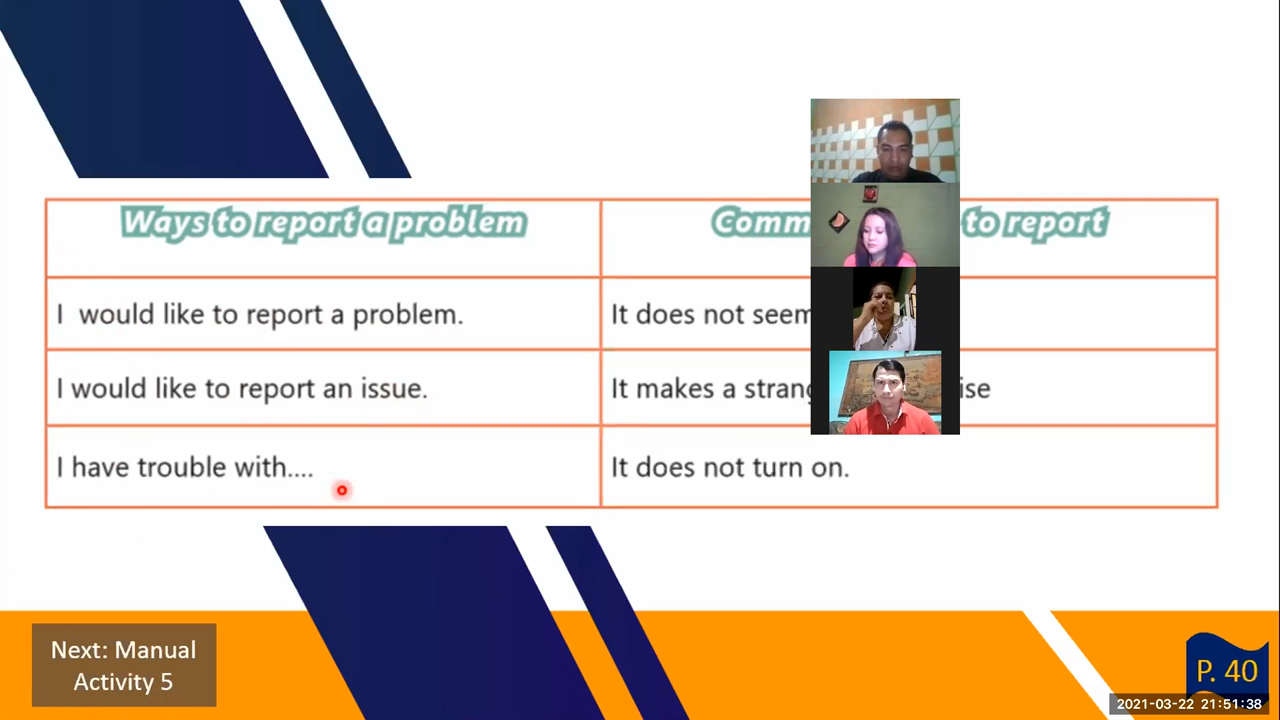 Ways to report a problem
Comm to report
I would like to report a problem.
It does not seem
I would like to report an issue.
It makes a strang ise
I have trouble with....
It does not turn on.
Next: Manual
Activity 5
P. 40
2021-03-22 21:51:38